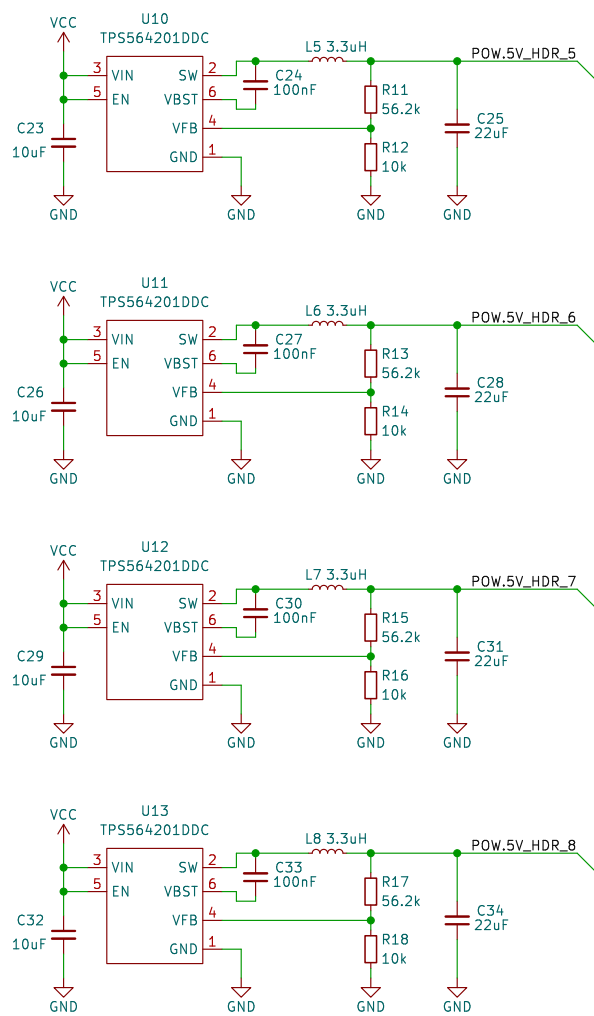 U10
TPS564201DDC
VCC
L5 3.3uH
POW.5V_HDR_5
3 VIN
SW 2
C24
100nF
5 EN
VBST 6
R11
56.2k
C23
10uF
VFB 4
C25
22uF
R12
10k
GND 1
GND
GND
GND
GND
U11
TPS564201DDC
VCC
L6 3.3uH
POW.5V_HDR_6
3 VIN
SW 2
C27
100nF
5 EN
VBST 6
R13
56.2k
C26
10uF
VFB 4
C28
22uF
R14
10k
GND 1
GND
GND
GND
GND
U12
TPS564201DDC
VCC
L7 3.3uH
POW.5V_HDR_7
3 VIN
SW 2
C30
100nF
5 EN
VBST 6
R15
56.2k
C29
10uF
VFB 4
C31
22uF
R16
10k
GND 1
GND
GND
GND
GND
U13
TPS564201DDC
VCC
L8 3.3uH
POW.5V_HDR_8
3 VIN
SW 2
C33
100nF
5 EN
VBST 6
R17
56.2k
C32
10uF
VFB 4
C34
22uF
R18
10k
GND 1
GND
GND
GND
GND